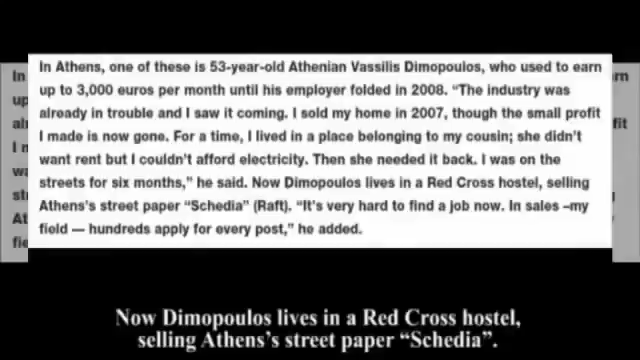 In Athens, one of these is 53-year-old Athenian Vassilis Dimopoulos, who used to earn
up to 3,000 euros per month until his employer folded in 2008. “The industry was
already in trouble and I saw it coming. I sold my home in 2007, though the small profit
I made is now gone. For a time, I lived in a place belonging to my cousin; she didn’t
want rent but I couldn’t afford electricity. Then she needed it back. I was on the
streets for six months,” he said. Now Dimopoulos lives in a Red Cross hostel, selling
Athens’s street paper “Schedia” (Raft). “It’s very hard to find a job now. In sales –my
field — hundreds apply for every post,” he added.
Now Dimopoulos lives in a Red Cross hostel,
selling Athens’s street paper “Schedia”.